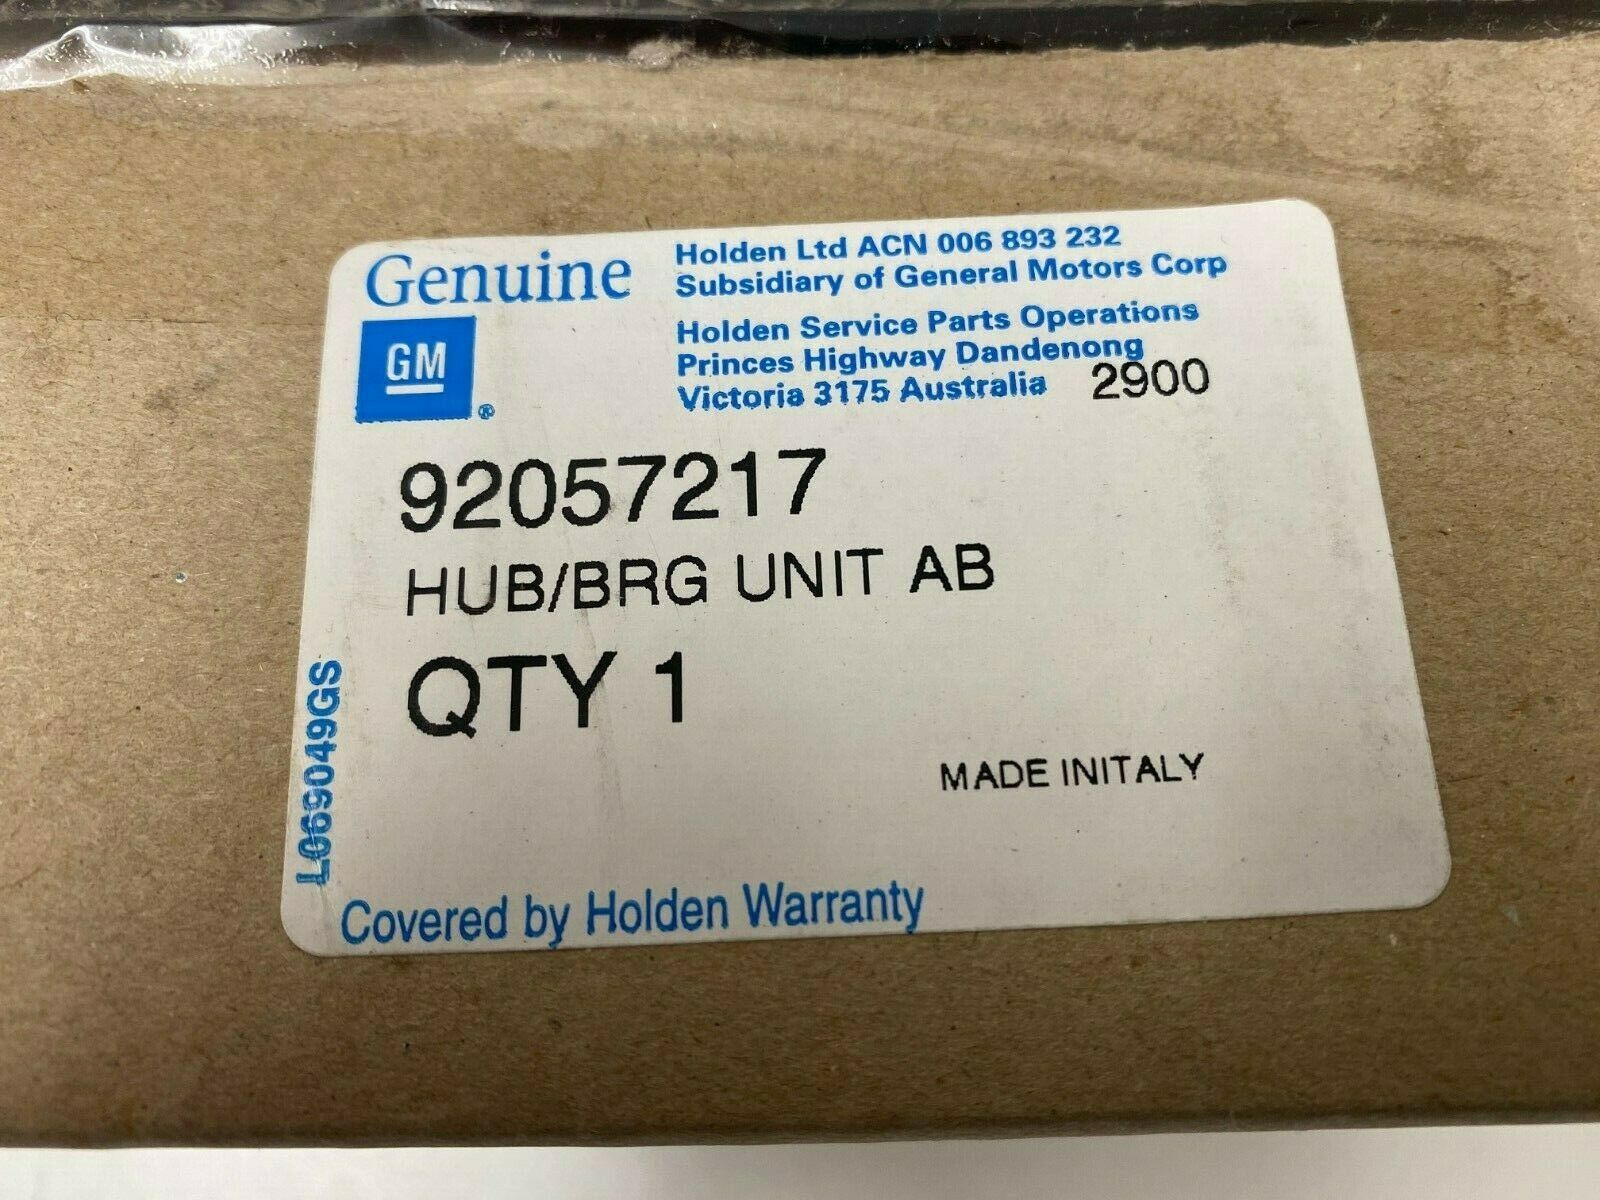 Genuine
GM
®
Holden Ltd ACN 006 893 232
Subsidiary of General Motors Corp
Holden Service Parts Operations
Princes Highway Dandenong
Victoria 3175 Australia 2900
92057217
HUB/BRG UNIT AB
QTY 1
MADE INITALY
L069049GS
Covered by Holden Warranty